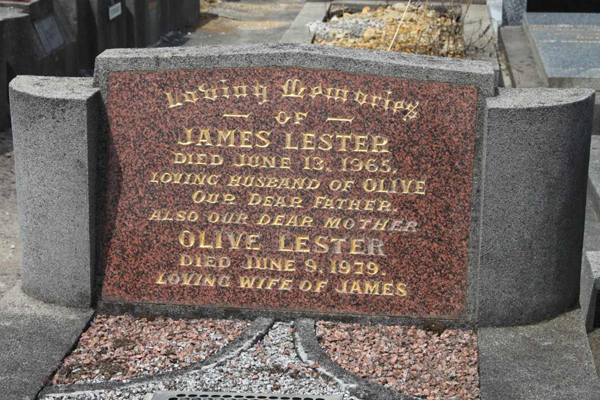 Loving Memories
— OF —
JAMES LESTER
DIED JUNE 13, 1965.
LOVING HUSBAND OF OLIVE
OUR DEAR FATHER.
ALSO OUR DEAR MOTHER
OLIVE LESTER
DIED JUNE 9, 1979.
LOVING WIFE OF JAMES.